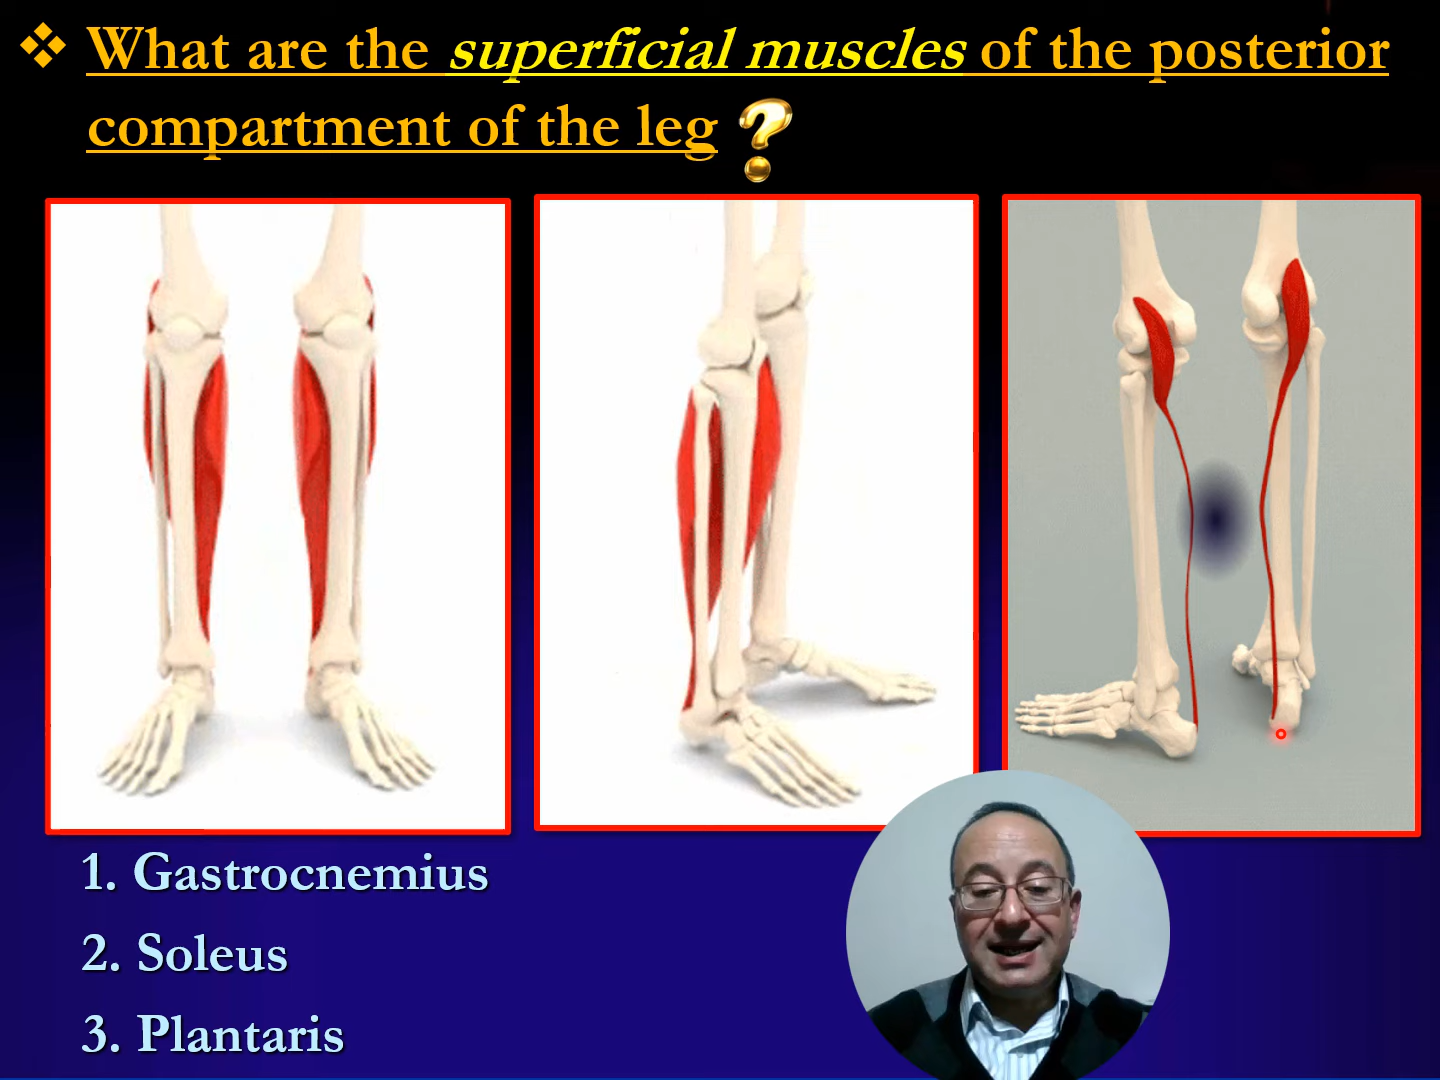 ❖ What are the superficial muscles of the posterior
compartment of the leg?
1. Gastrocnemius
2. Soleus
3. Plantaris